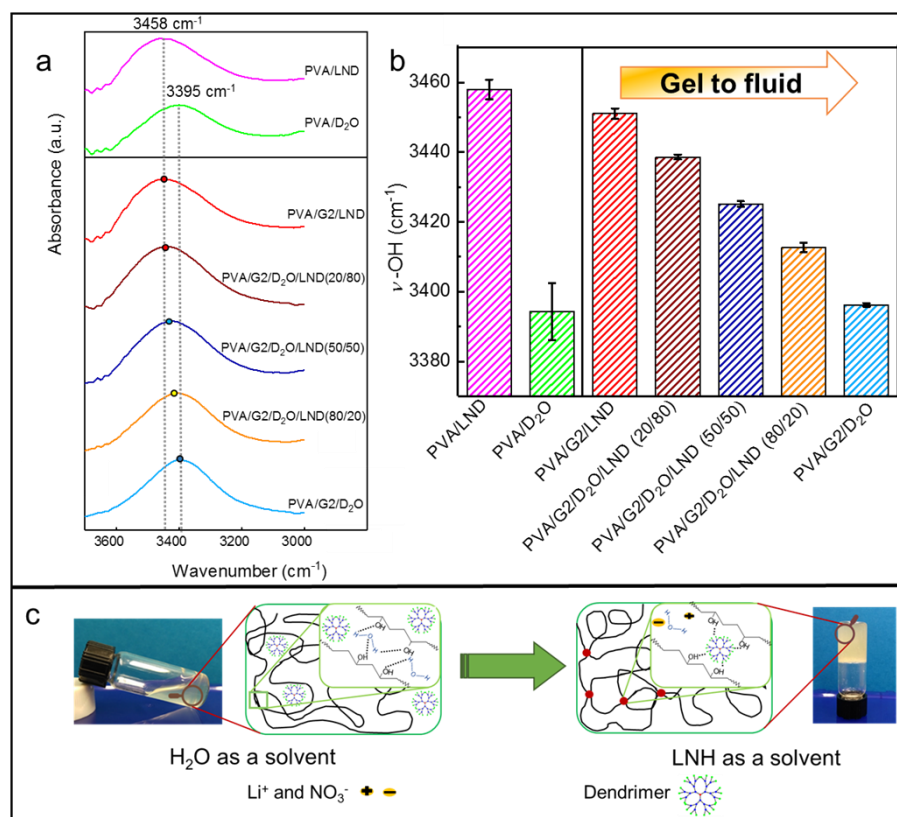 a
3458 cm⁻¹
PVA/LND
3395 cm⁻¹
PVA/D₂O
PVA/G2/LND
PVA/G2/D₂O/LND(20/80)
PVA/G2/D₂O/LND(50/50)
PVA/G2/D₂O/LND(80/20)
PVA/G2/D₂O
Absorbance (a.u.)
3600 3400 3200 3000
Wavenumber (cm⁻¹)
b
Gel to fluid
ν -OH (cm⁻¹)
3460
3440
3420
3400
3380
PVA/LND
PVA/D₂O
PVA/G2/LND
PVA/G2/D₂O/LND (20/80)
PVA/G2/D₂O/LND (50/50)
PVA/G2/D₂O/LND (80/20)
PVA/G2/D₂O
c
H₂O as a solvent
LNH as a solvent
Li⁺ and NO₃⁻
Dendrimer